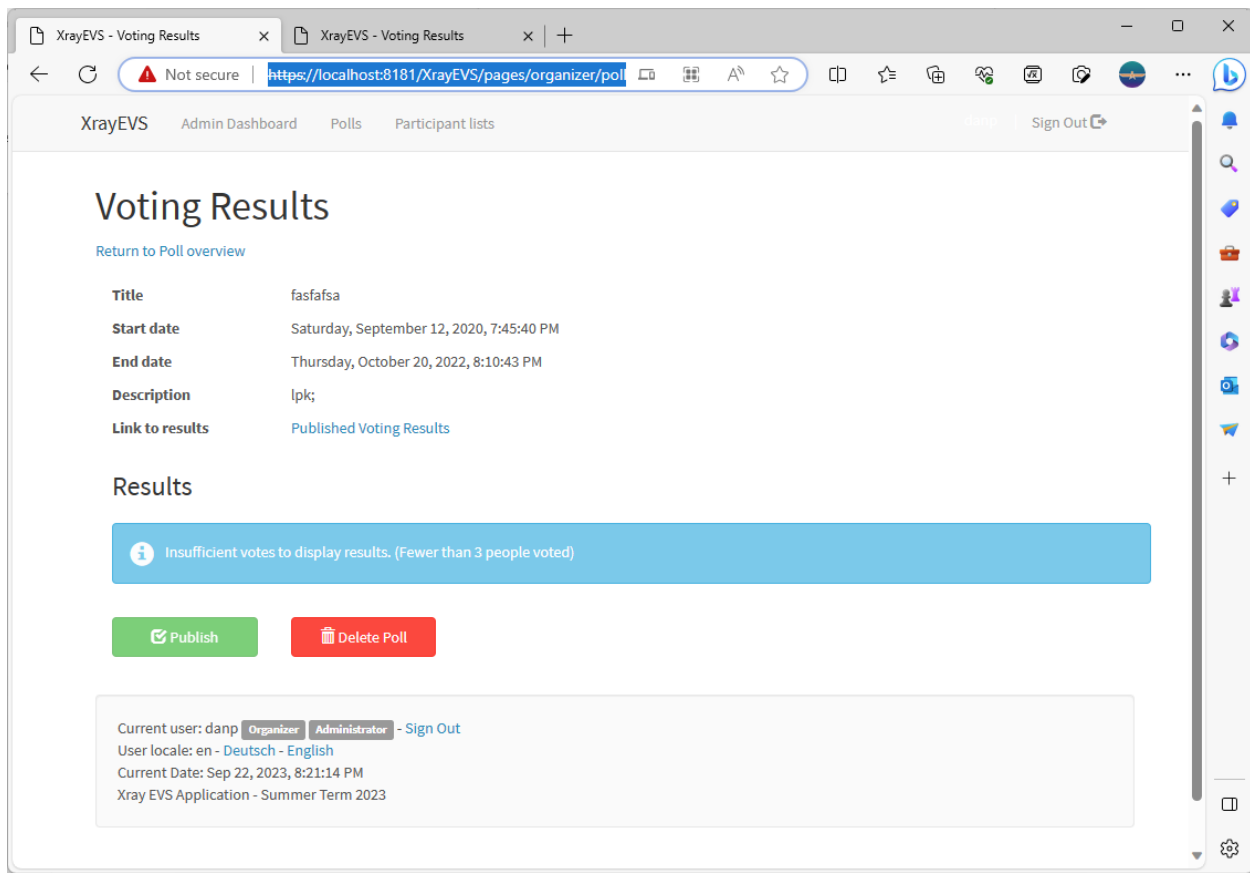 XrayEVS - Voting Results
XrayEVS - Voting Results
Not secure https://localhost:8181/XrayEVS/pages/organizer/poll
XrayEVS Admin Dashboard Polls Participant lists danp Sign Out
Voting Results
Return to Poll overview
Title fasfafsa
Start date Saturday, September 12, 2020, 7:45:40 PM
End date Thursday, October 20, 2022, 8:10:43 PM
Description lpk;
Link to results Published Voting Results
Results
Insufficient votes to display results. (Fewer than 3 people voted)
Publish Delete Poll
Current user: danp Organizer Administrator - Sign Out
User locale: en - Deutsch - English
Current Date: Sep 22, 2023, 8:21:14 PM
Xray EVS Application - Summer Term 2023